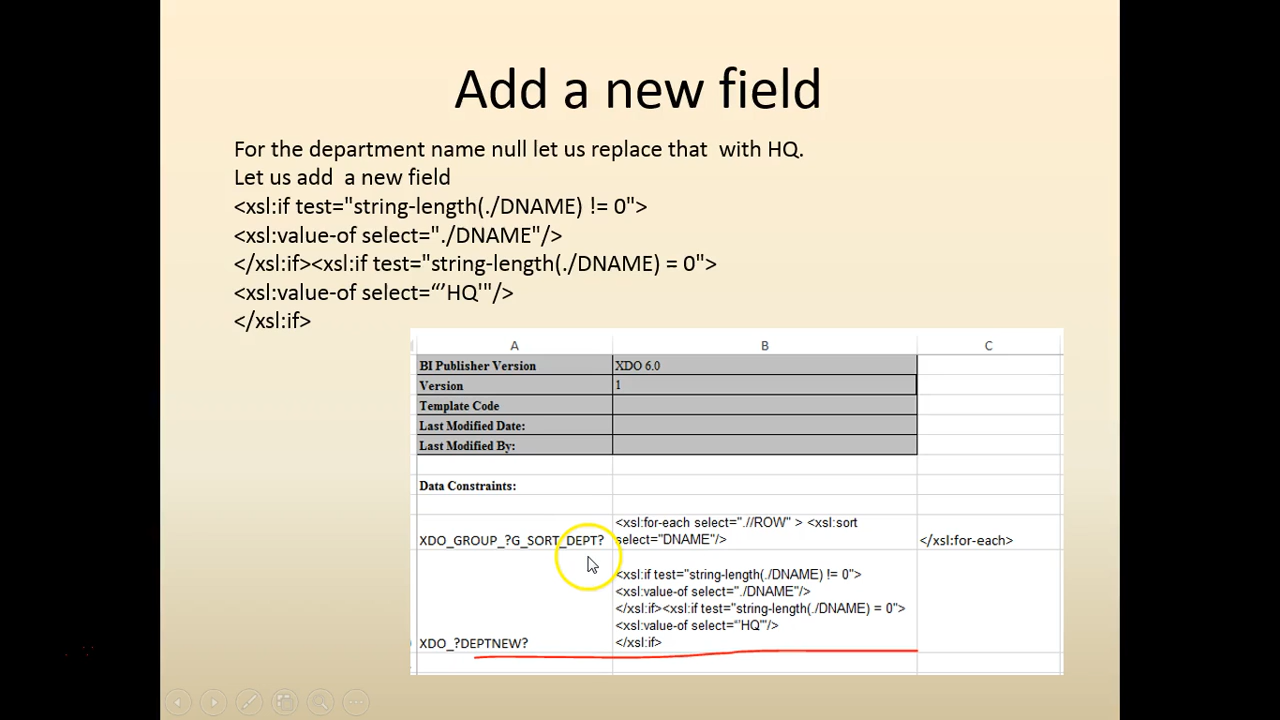 Add a new field
For the department name null let us replace that  with HQ.
Let us add  a new field
<xsl:if test="string-length(./DNAME) != 0">
<xsl:value-of select="./DNAME"/>
</xsl:if><xsl:if test="string-length(./DNAME) = 0">
<xsl:value-of select=“’HQ'"/>
</xsl:if>
A B C
BI Publisher Version XDO 6.0
Version 1
Template Code
Last Modified Date:
Last Modified By:
Data Constraints:
<xsl:for-each select=".//ROW" > <xsl:sort
XDO_GROUP_?G_SORT_DEPT? select="DNAME"/> </xsl:for-each>
<xsl:if test="string-length(./DNAME) != 0">
<xsl:value-of select="./DNAME"/>
</xsl:if><xsl:if test="string-length(./DNAME) = 0">
<xsl:value-of select=“'HQ'"/>
XDO_?DEPTNEW? </xsl:if>